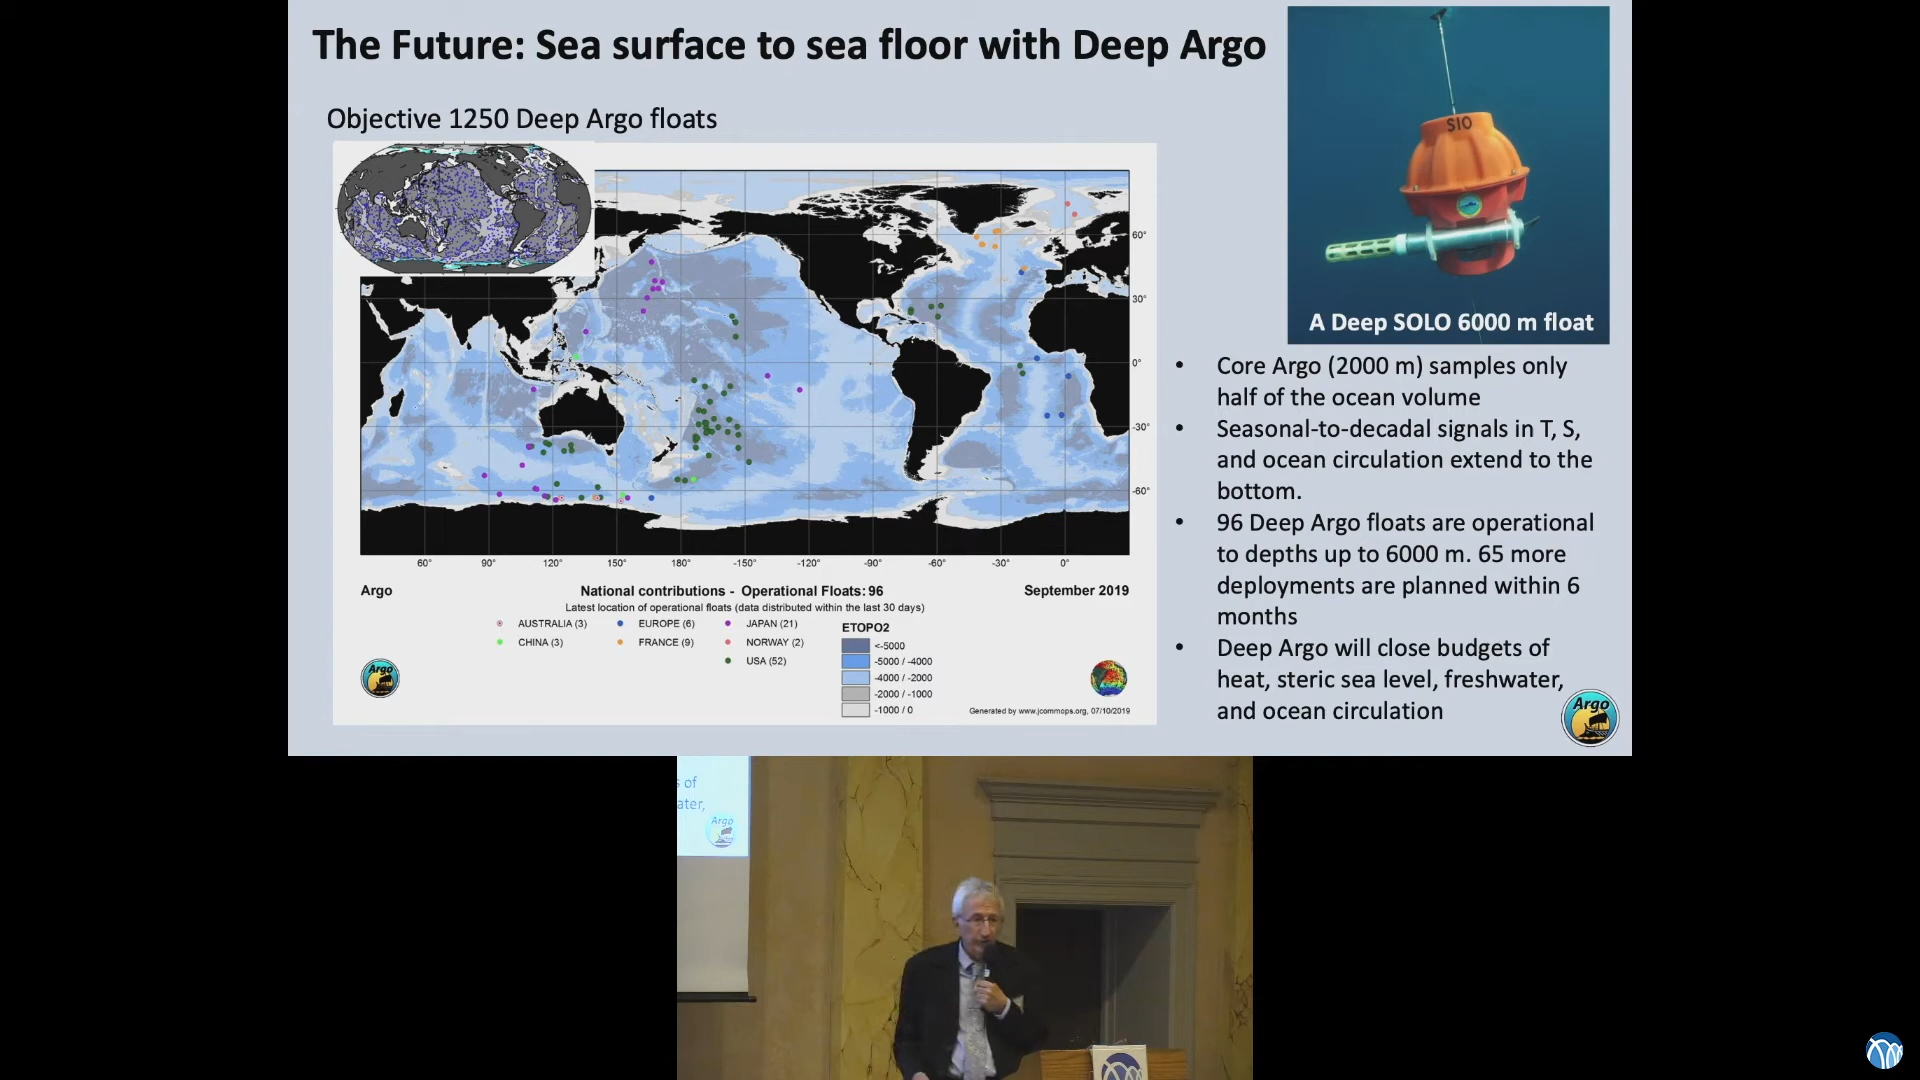 The Future: Sea surface to sea floor with Deep Argo
Objective 1250 Deep Argo floats
SIO
A Deep SOLO 6000 m float
60°
30°
0°
-30°
-60°
60°
90°
120°
150°
180°
-150°
-120°
-90°
-60°
-30°
0°
Argo
National contributions - Operational Floats: 96
September 2019
Latest location of operational floats (data distributed within the last 30 days)
AUSTRALIA (3)
EUROPE (6)
JAPAN (21)
CHINA (3)
FRANCE (9)
NORWAY (2)
USA (52)
ETOPO2
<-5000
-5000 / -4000
-4000 / -2000
-2000 / -1000
-1000 / 0
Argo
Generated by www.jcommops.org, 07/10/2019
• Core Argo (2000 m) samples only
half of the ocean volume
• Seasonal-to-decadal signals in T, S,
and ocean circulation extend to the
bottom.
• 96 Deep Argo floats are operational
to depths up to 6000 m. 65 more
deployments are planned within 6
months
• Deep Argo will close budgets of
heat, steric sea level, freshwater,
and ocean circulation
Argo
of
ater,
Argo